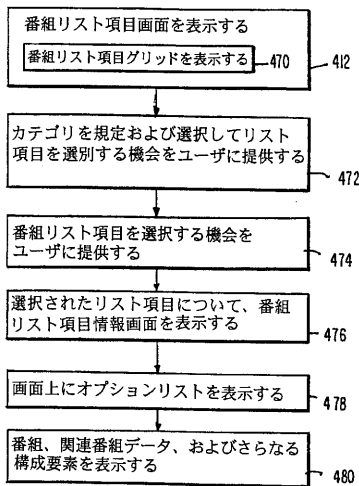 番組リスト項目画面を表示する
番組リスト項目グリッドを表示する
470
412
カテゴリを規定および選択してリスト
項目を選別する機会をユーザに提供する
472
番組リスト項目を選択する機会を
ユーザに提供する
474
選択されたリスト項目について、番組
リスト項目情報画面を表示する
476
画面上にオプションリストを表示する
478
番組、関連番組データ、およびさらなる
構成要素を表示する
480